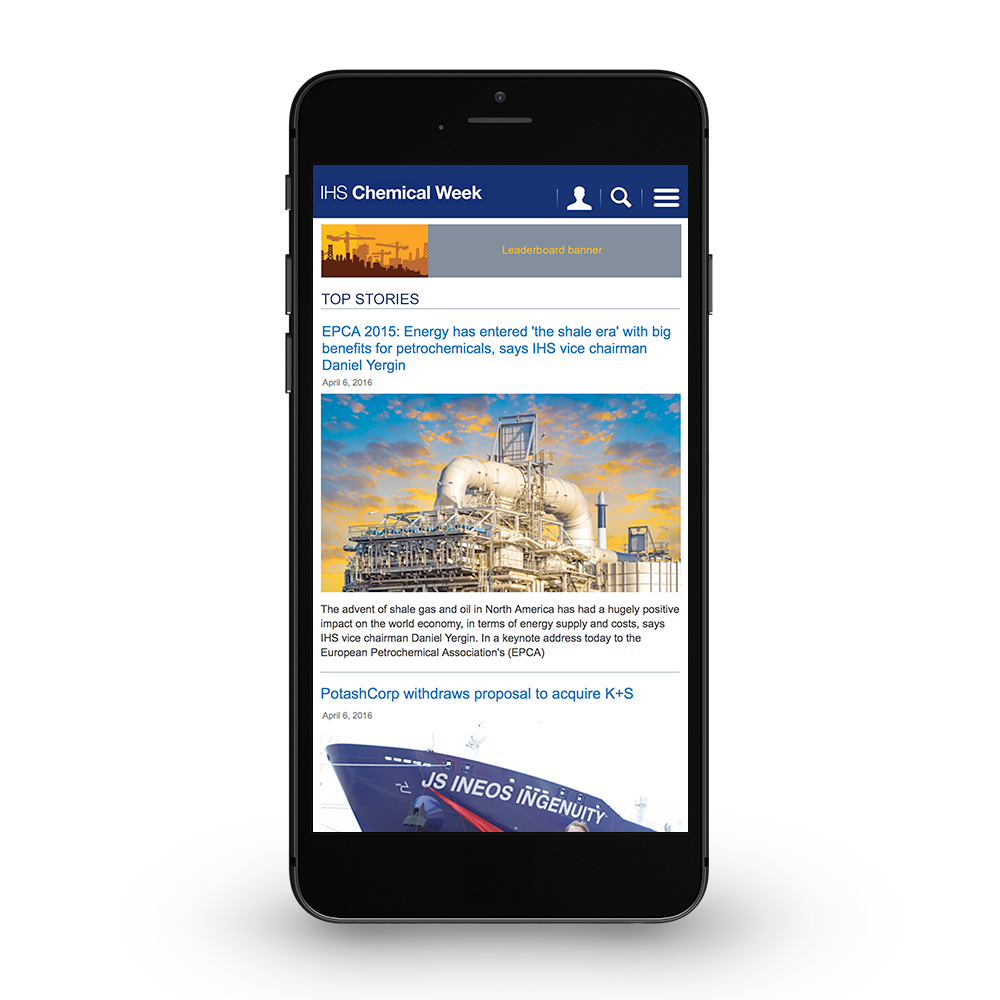 IHS Chemical Week
Leaderboard banner
TOP STORIES
EPCA 2015: Energy has entered 'the shale era' with big
benefits for petrochemicals, says IHS vice chairman
Daniel Yergin
April 6, 2016
The advent of shale gas and oil in North America has had a hugely positive
impact on the world economy, in terms of energy supply and costs, says
IHS vice chairman Daniel Yergin. In a keynote address today to the
European Petrochemical Association's (EPCA)
PotashCorp withdraws proposal to acquire K+S
April 6, 2016
JS INEOS INGENUITY